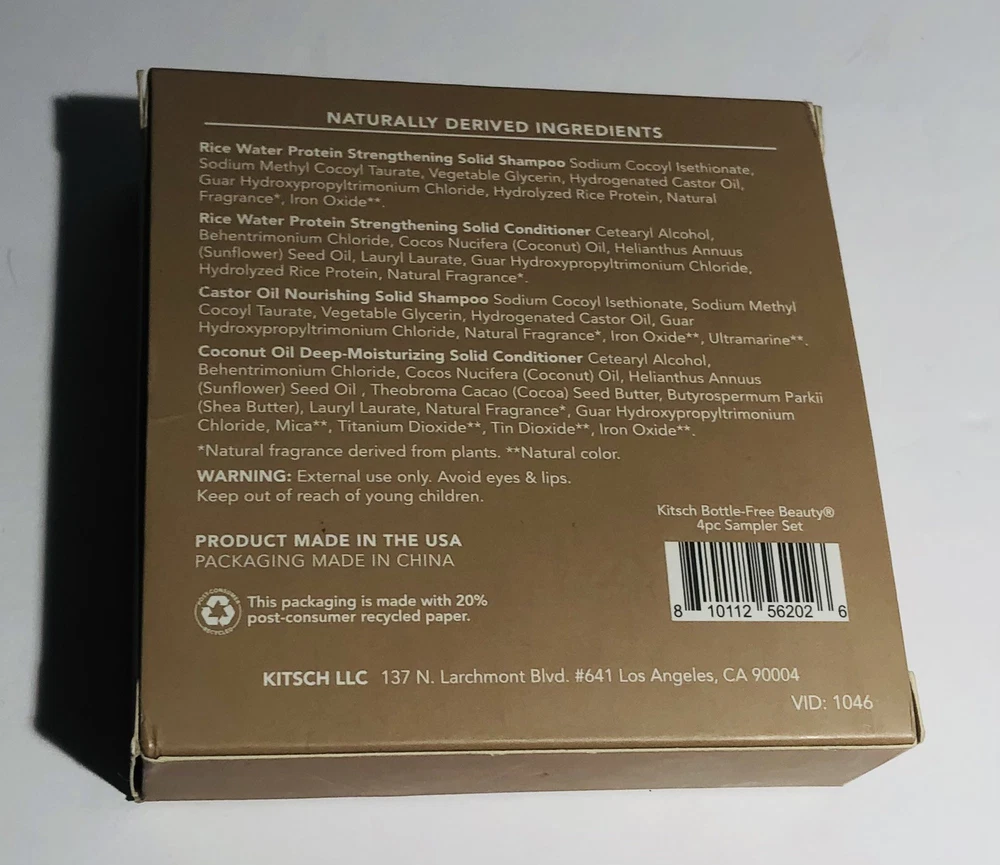 NATURALLY DERIVED INGREDIENTS
Rice Water Protein Strengthening Solid Shampoo Sodium Cocoyl Isethionate,
Sodium Methyl Cocoyl Taurate, Vegetable Glycerin, Hydrogenated Castor Oil,
Guar Hydroxypropyltrimonium Chloride, Hydrolyzed Rice Protein, Natural
Fragrance*, Iron Oxide**.
Rice Water Protein Strengthening Solid Conditioner Cetearyl Alcohol,
Behentrimonium Chloride, Cocos Nucifera (Coconut) Oil, Helianthus Annuus
(Sunflower) Seed Oil, Lauryl Laurate, Guar Hydroxypropyltrimonium Chloride,
Hydrolyzed Rice Protein, Natural Fragrance*.
Castor Oil Nourishing Solid Shampoo Sodium Cocoyl Isethionate, Sodium Methyl
Cocoyl Taurate, Vegetable Glycerin, Hydrogenated Castor Oil, Guar
Hydroxypropyltrimonium Chloride, Natural Fragrance*, Iron Oxide**, Ultramarine**.
Coconut Oil Deep-Moisturizing Solid Conditioner Cetearyl Alcohol,
Behentrimonium Chloride, Cocos Nucifera (Coconut) Oil, Helianthus Annuus
(Sunflower) Seed Oil , Theobroma Cacao (Cocoa) Seed Butter, Butyrospermum Parkii
(Shea Butter), Lauryl Laurate, Natural Fragrance*, Guar Hydroxypropyltrimonium
Chloride, Mica**, Titanium Dioxide**, Tin Dioxide**, Iron Oxide**.
*Natural fragrance derived from plants. **Natural color.
WARNING: External use only. Avoid eyes & lips.
Keep out of reach of young children.
Kitsch Bottle-Free Beauty®
4pc Sampler Set
PRODUCT MADE IN THE USA
PACKAGING MADE IN CHINA
8 10112 56202 6
POST-CONSUMER
RECYCLED
This packaging is made with 20%
post-consumer recycled paper.
KITSCH LLC 137 N. Larchmont Blvd. #641 Los Angeles, CA 90004
VID: 1046